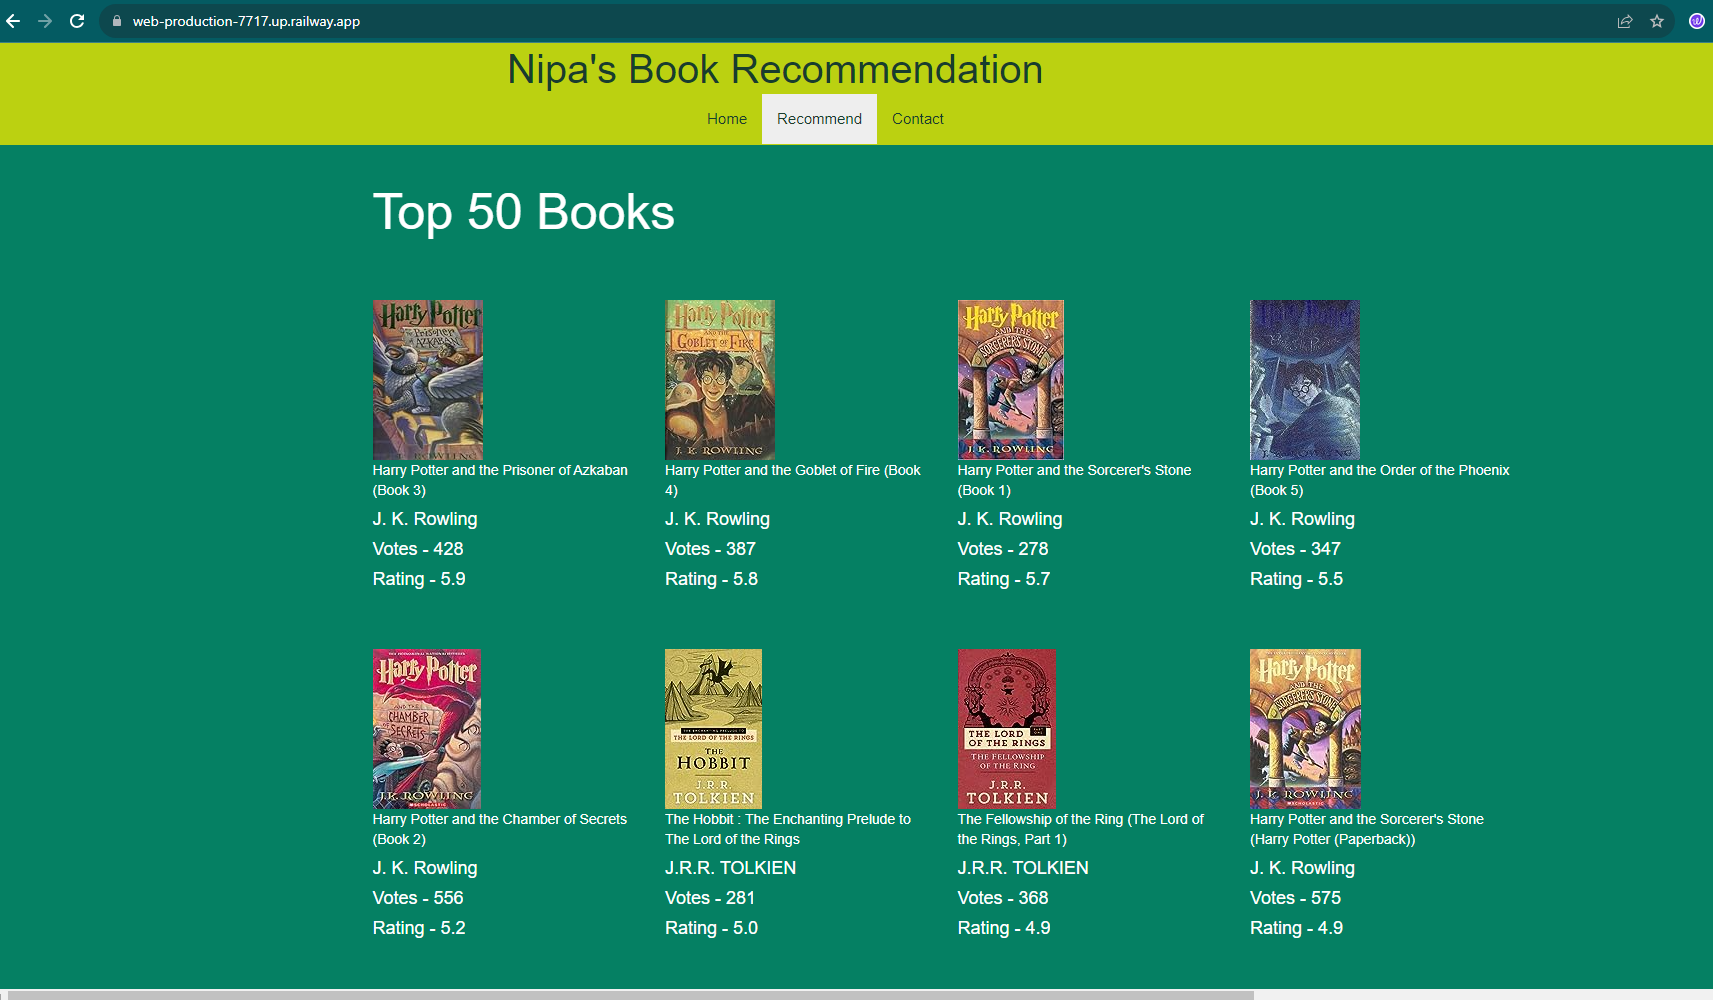 web-production-7717.up.railway.app
Nipa's Book Recommendation
Home Recommend Contact
Top 50 Books
Harry Potter
Prisoner of
AZKABAN
Harry Potter
AND THE
GOBLET OF FIRE
J. K. ROWLING
Harry Potter
AND THE
SORCERER'S STONE
J. K. ROWLING
Harry Potter
Harry Potter and the Prisoner of Azkaban
(Book 3)
J. K. Rowling
Votes - 428
Rating - 5.9
Harry Potter and the Goblet of Fire (Book
4)
J. K. Rowling
Votes - 387
Rating - 5.8
Harry Potter and the Sorcerer's Stone
(Book 1)
J. K. Rowling
Votes - 278
Rating - 5.7
Harry Potter and the Order of the Phoenix
(Book 5)
J. K. Rowling
Votes - 347
Rating - 5.5
Harry Potter
AND THE
CHAMBER
OF SECRETS
J.K. ROWLING
SCHOLASTIC
THE ENCHANTING PRELUDE TO
THE LORD OF THE RINGS
THE
HOBBIT
J.R.R.
TOLKIEN
THE LORD
OF THE RINGS
PART ONE
THE FELLOWSHIP
OF THE RING
J.R.R.
TOLKIEN
Harry Potter
AND THE
SORCERER'S STONE
J. K. ROWLING
SCHOLASTIC
Harry Potter and the Chamber of Secrets
(Book 2)
J. K. Rowling
Votes - 556
Rating - 5.2
The Hobbit : The Enchanting Prelude to
The Lord of the Rings
J.R.R. TOLKIEN
Votes - 281
Rating - 5.0
The Fellowship of the Ring (The Lord of
the Rings, Part 1)
J.R.R. TOLKIEN
Votes - 368
Rating - 4.9
Harry Potter and the Sorcerer's Stone
(Harry Potter (Paperback))
J. K. Rowling
Votes - 575
Rating - 4.9